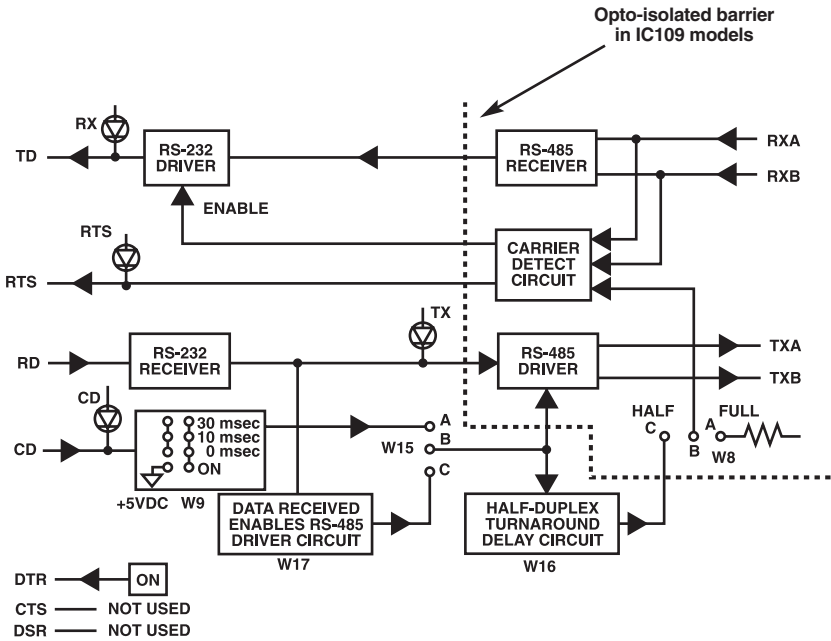 Opto-isolated barrier
in IC109 models
RX
TD
RS-232
DRIVER
RS-485
RECEIVER
RXA
RXB
ENABLE
RTS
RTS
CARRIER
DETECT
CIRCUIT
TX
RD
RS-232
RECEIVER
RS-485
DRIVER
TXA
TXB
CD
CD
30 msec
10 msec
0 msec
ON
+5VDC
W9
A
W15
B
C
HALF
C
B
A
FULL
W8
DATA RECEIVED
ENABLES RS-485
DRIVER CIRCUIT
W17
HALF-DUPLEX
TURNAROUND
DELAY CIRCUIT
W16
DTR
ON
CTS
NOT USED
DSR
NOT USED